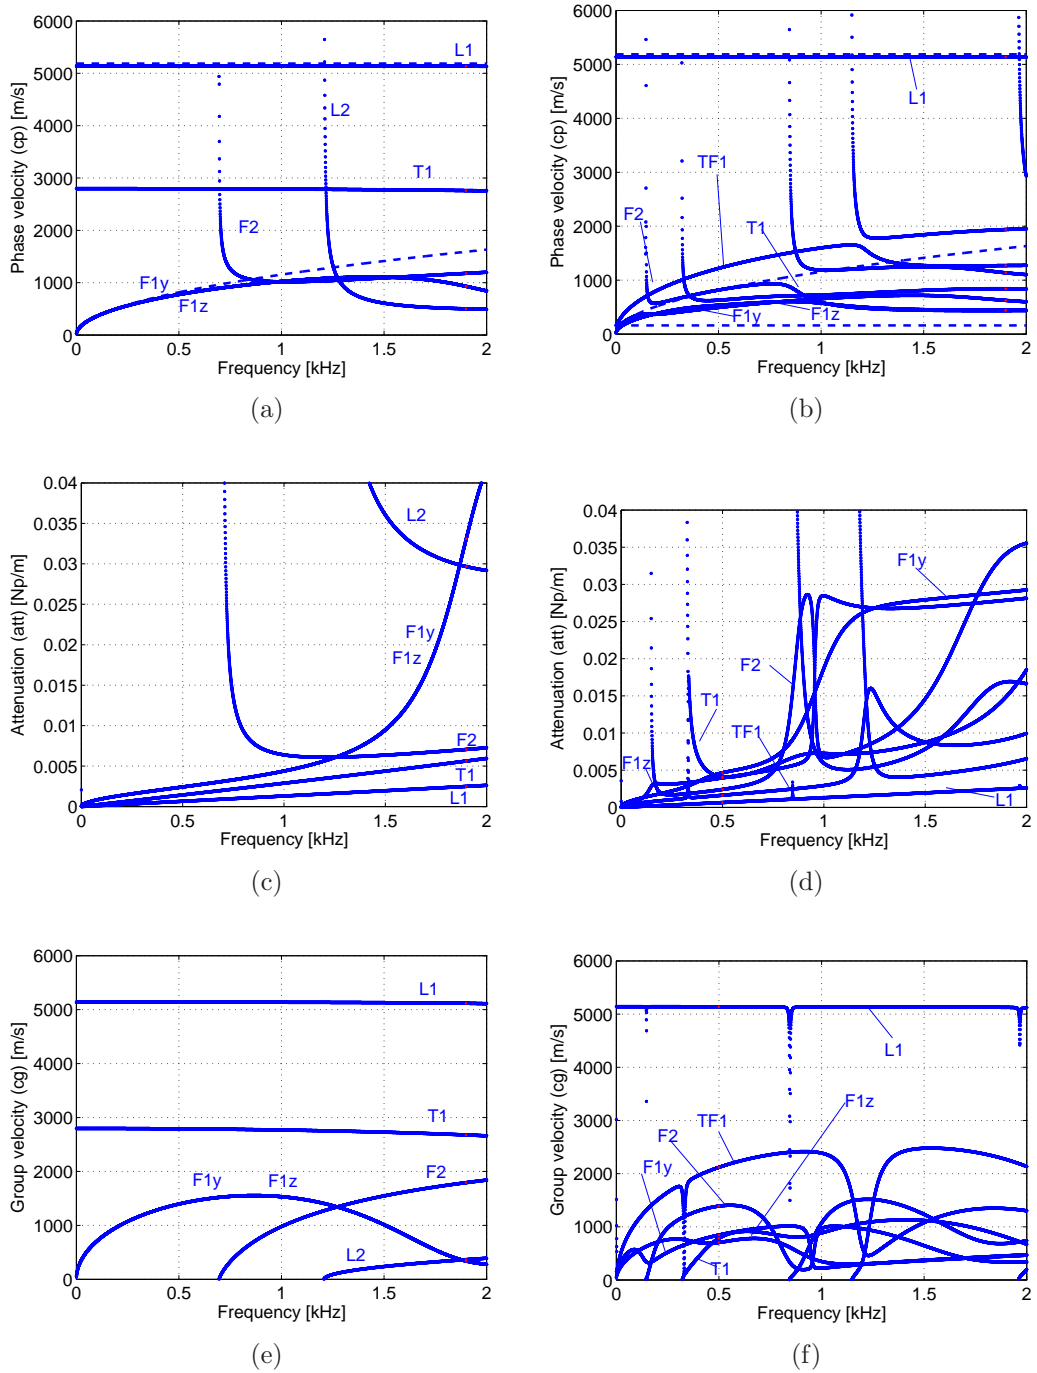 6000
5000
4000
3000
2000
1000
0
Phase velocity (cp) [m/s]
L1
L2
T1
F2
F1y
F1z
0
0.5
1
1.5
2
Frequency [kHz]
(a)
6000
5000
4000
3000
2000
1000
0
Phase velocity (cp) [m/s]
L1
TF1
F2
T1
F1y
F1z
0
0.5
1
1.5
2
Frequency [kHz]
(b)
0.04
0.035
0.03
0.025
0.02
0.015
0.01
0.005
0
Attenuation (att) [Np/m]
L2
F1y
F1z
F2
T1
L1
0
0.5
1
1.5
2
Frequency [kHz]
(c)
0.04
0.035
0.03
0.025
0.02
0.015
0.01
0.005
0
Attenuation (att) [Np/m]
F1y
F2
T1
TF1
F1z
L1
0
0.5
1
1.5
2
Frequency [kHz]
(d)
6000
5000
4000
3000
2000
1000
0
Group velocity (cg) [m/s]
L1
T1
F2
F1y
F1z
L2
0
0.5
1
1.5
2
Frequency [kHz]
(e)
6000
5000
4000
3000
2000
1000
0
Group velocity (cg) [m/s]
L1
F1z
TF1
F2
F1y
T1
0
0.5
1
1.5
2
Frequency [kHz]
(f)